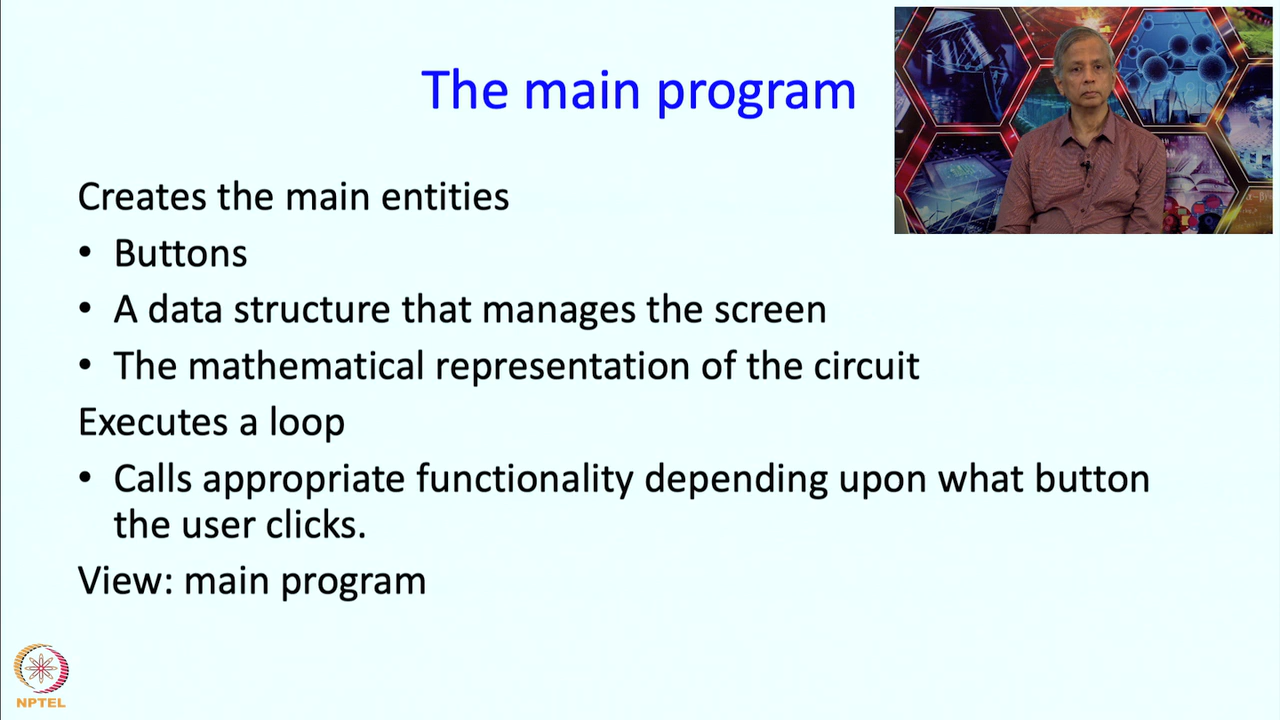 The main program
Creates the main entities
• Buttons
• A data structure that manages the screen
• The mathematical representation of the circuit
Executes a loop
• Calls appropriate functionality depending upon what button
the user clicks.
View: main program
NPTEL